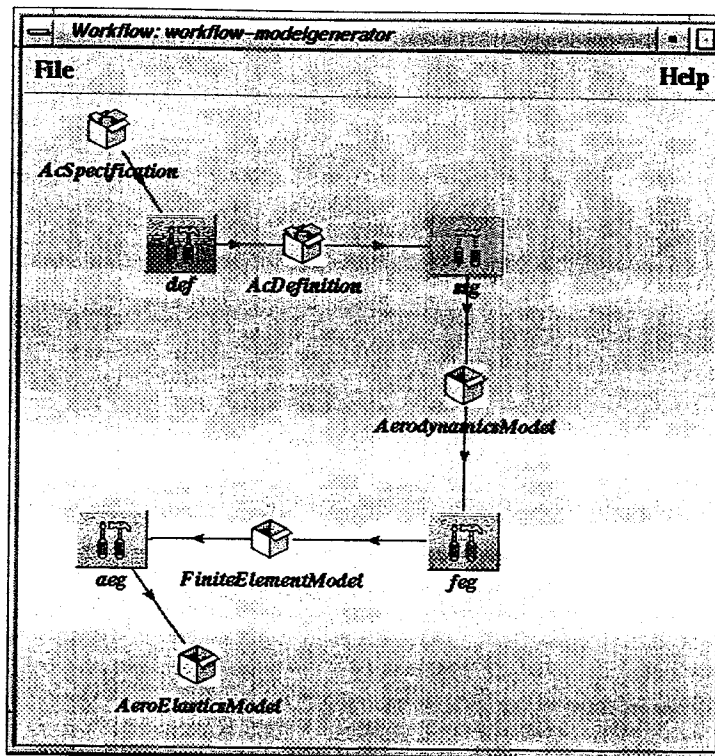 Workflow: workflow-modelgenerator
File Help
AcSpecification
def
AcDefinition
AerodynamicsModel
aeg
FiniteElementModel
feg
AeroElasticsModel